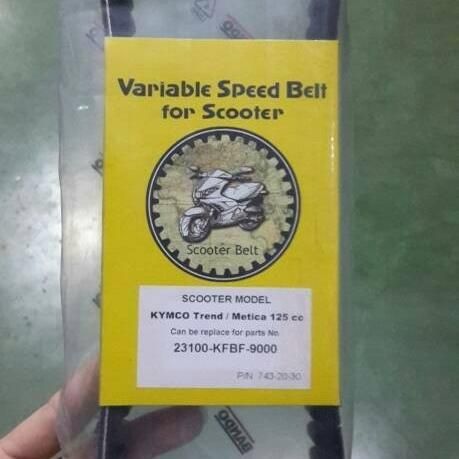 Variable Speed Belt
for Scooter
Scooter Belt
SCOOTER MODEL
KYMCO Trend / Metica 125 cc
Can be replace for parts No.
23100-KFBF-9000
P/N 743-20-30
BANDO